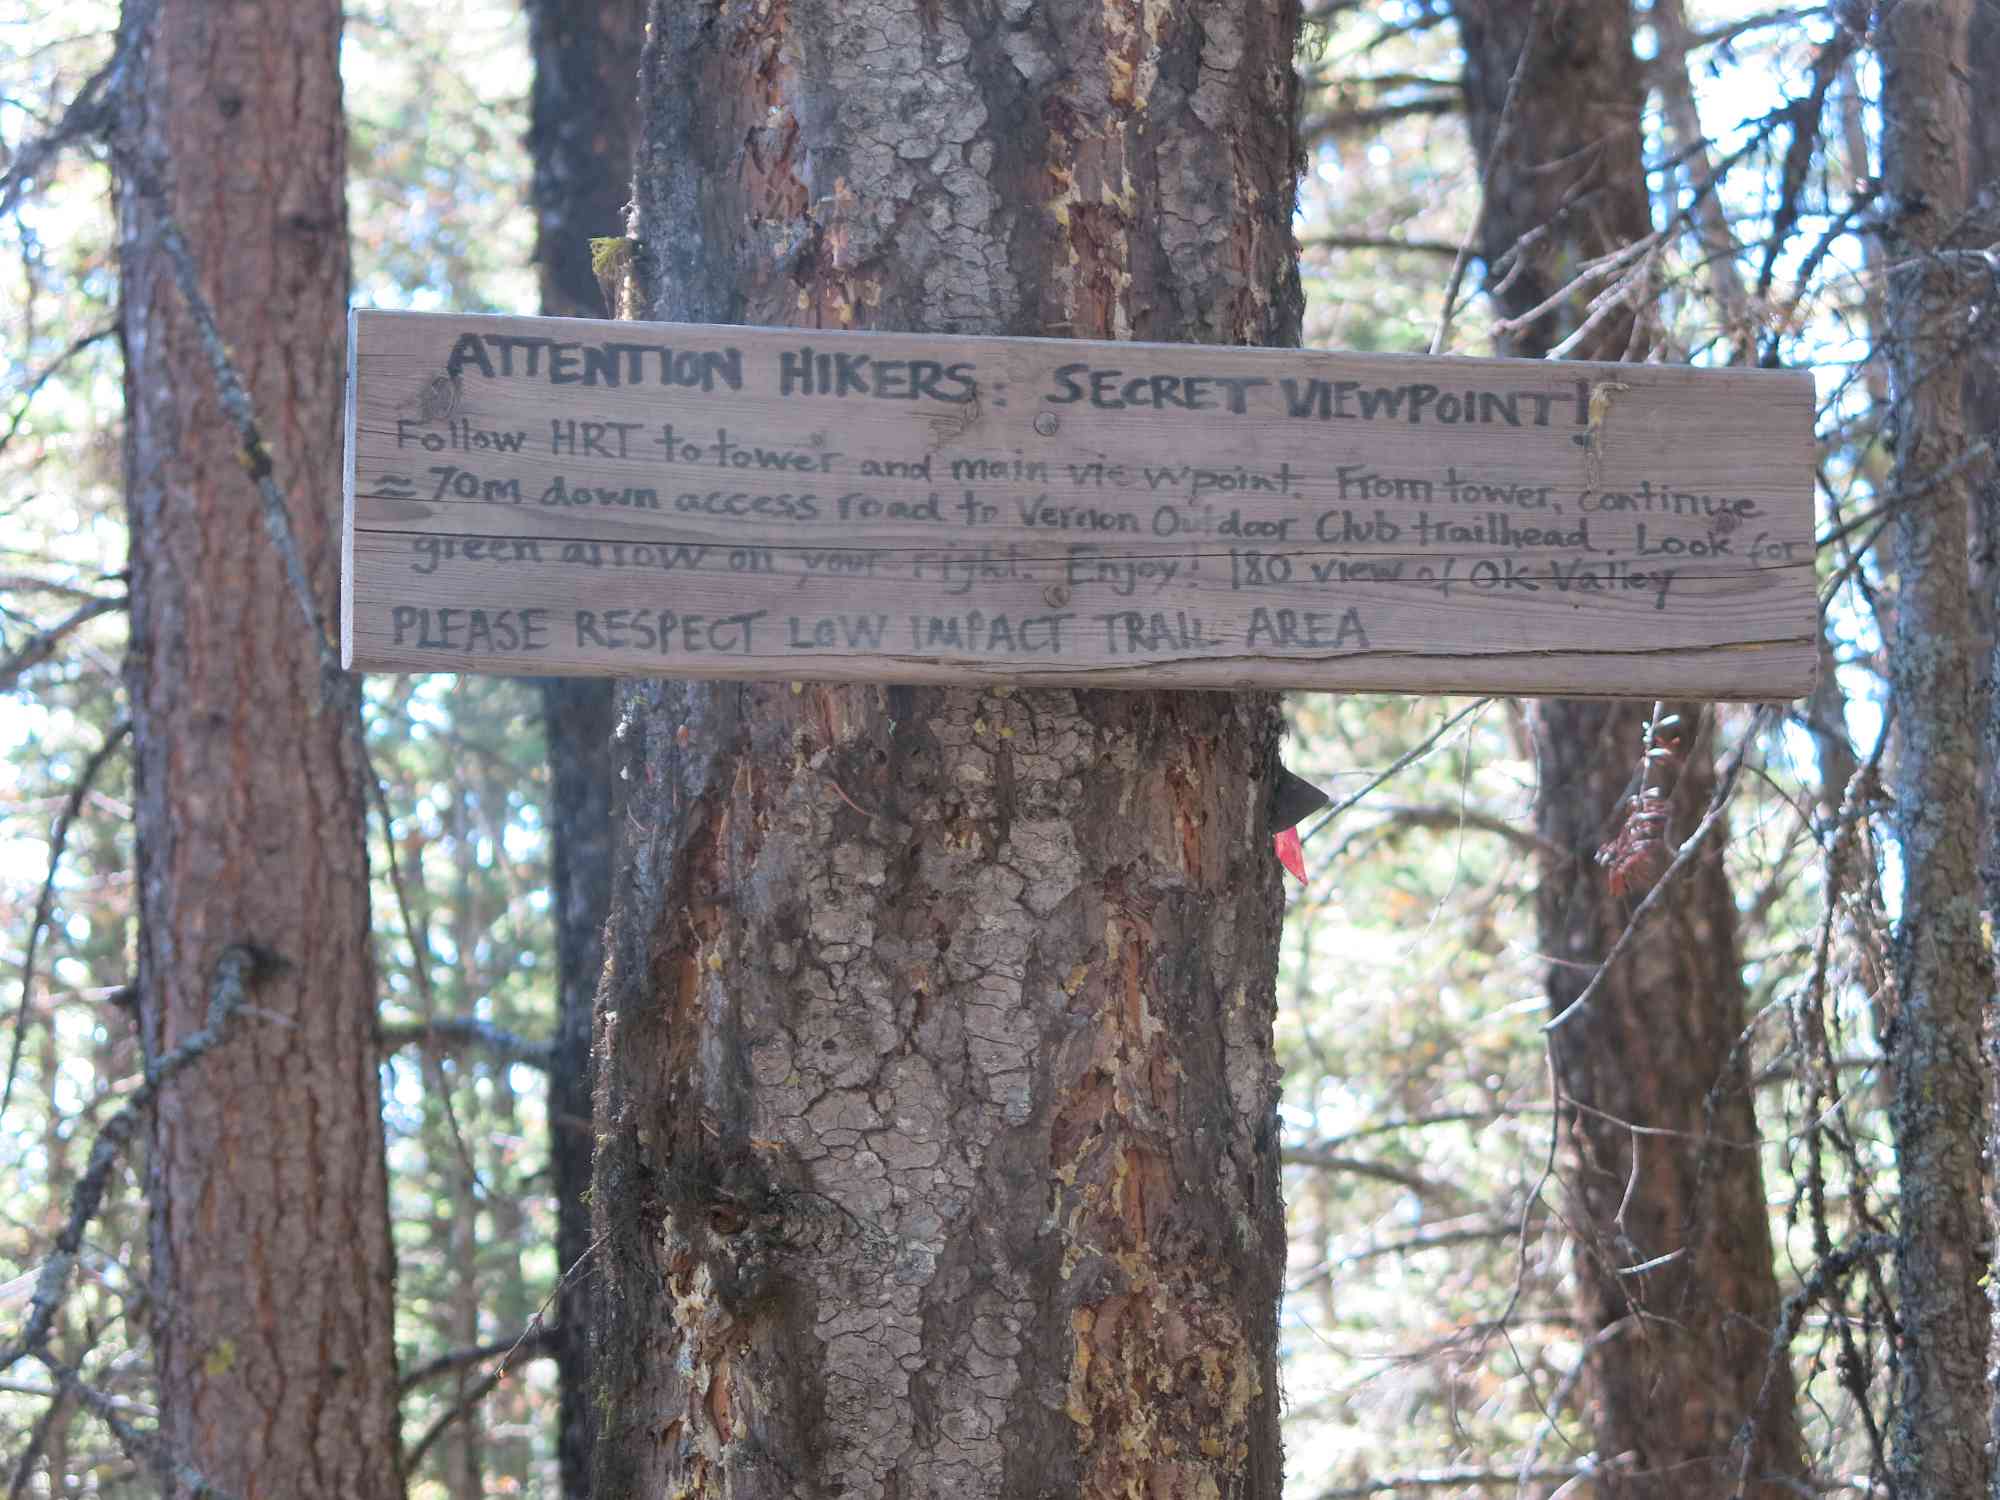 ATTENTION HIKERS: SECRET VIEWPOINT!
Follow HRT to tower and main viewpoint. From tower, continue
≈ 70m down access road to Vernon Outdoor Club trailhead. Look for
green arrow on your right. Enjoy! 180 view of OK Valley
PLEASE RESPECT LOW IMPACT TRAIL AREA